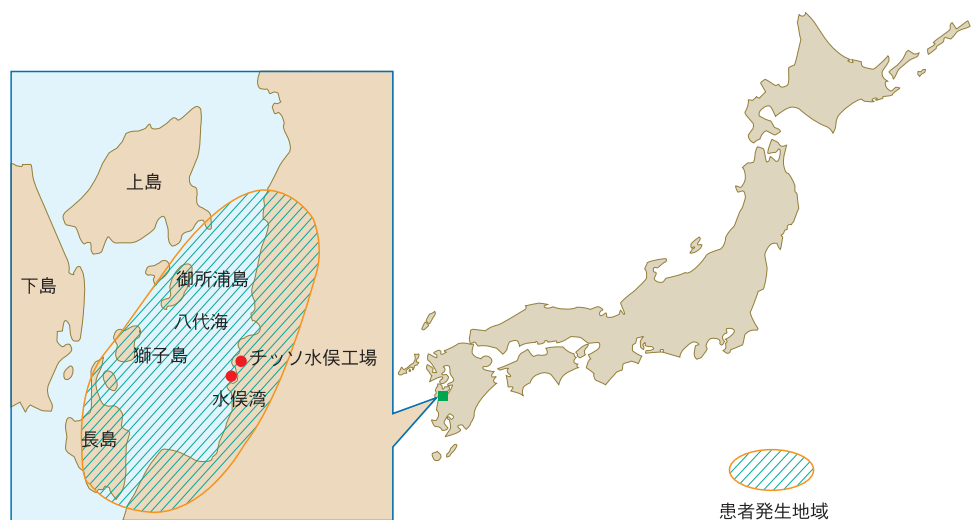 上島
下島
御所浦島
八代海
獅子島
チッソ水俣工場
水俣湾
長島
患者発生地域